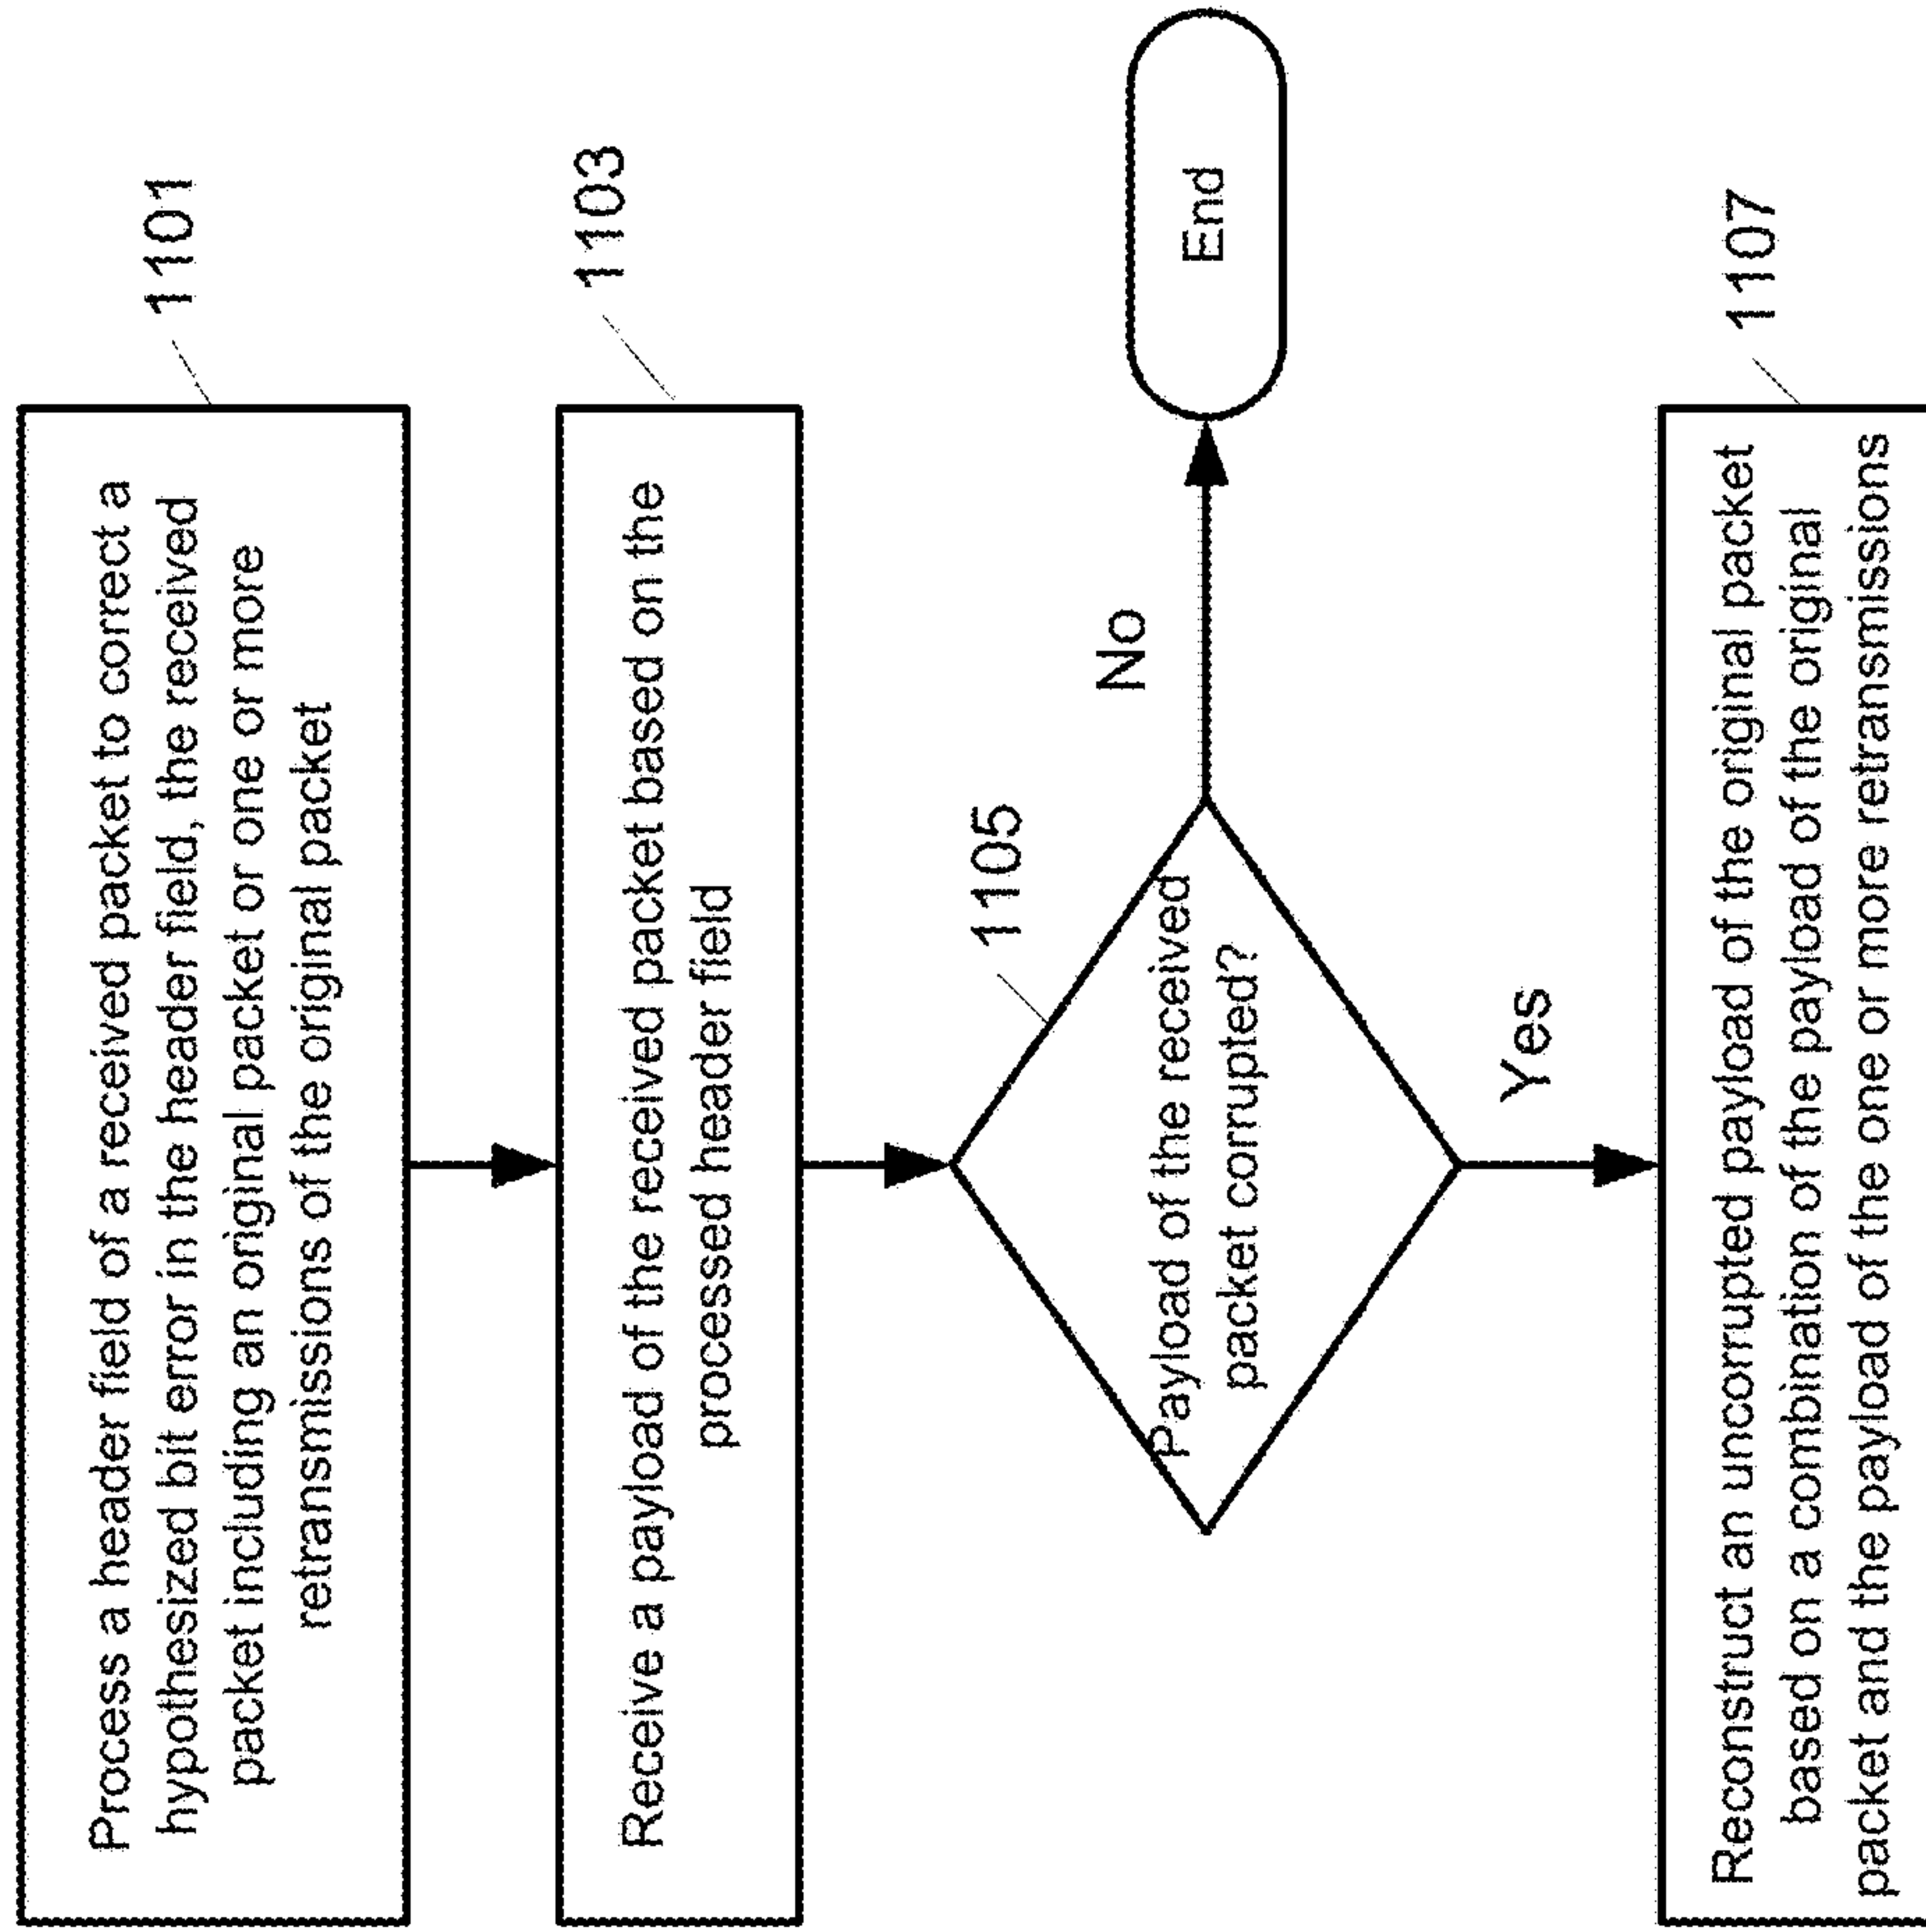 Process a header field of a received packet to correct a
hypothesized bit error in the header field, the received
packet including an original packet or one or more
retransmissions of the original packet
1101
Receive a payload of the received packet based on the
processed header field
1103
1105
Payload of the received
packet corrupted?
No
End
Yes
Reconstruct an uncorrupted payload of the original packet
based on a combination of the payload of the original
packet and the payload of the one or more retransmissions
1107